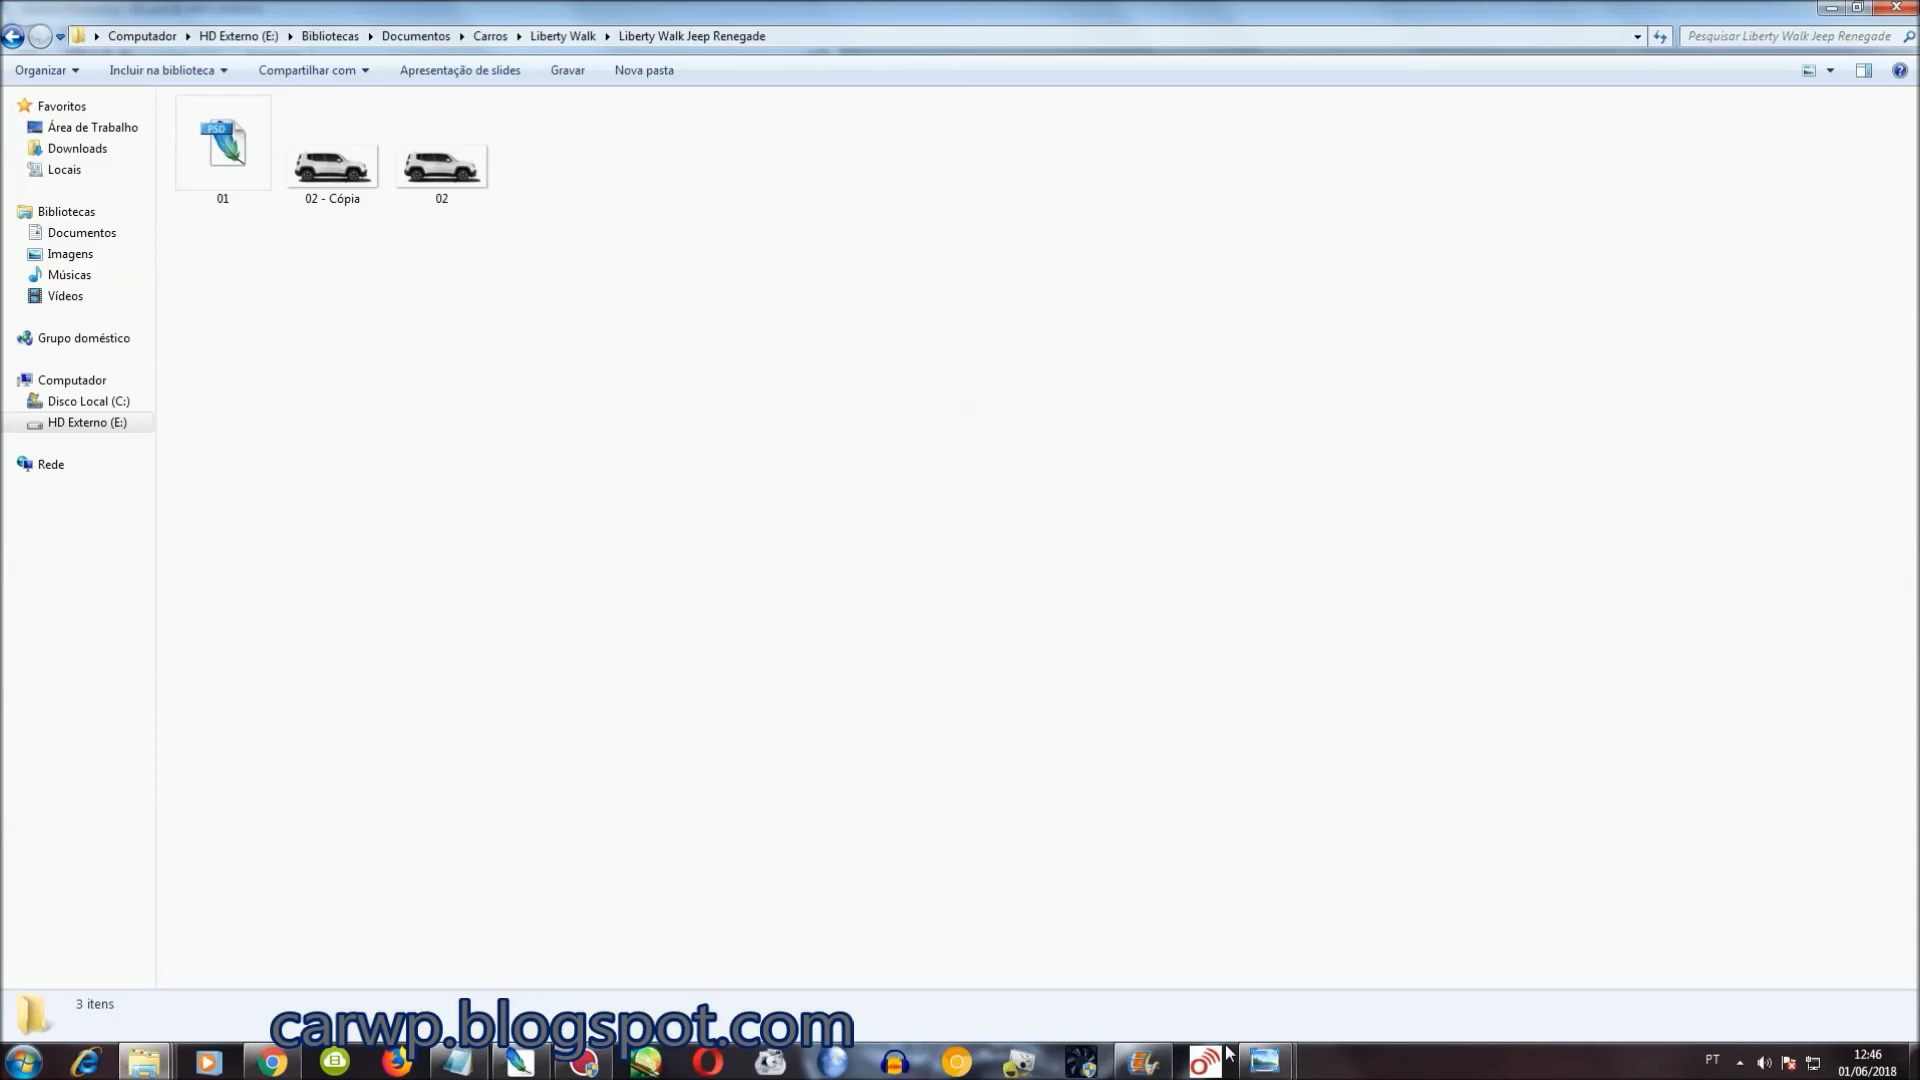 Computador HD Externo (E:) Bibliotecas Documentos Carros Liberty Walk Liberty Walk Jeep Renegade
Pesquisar Liberty Walk Jeep Renegade
Organizar Incluir na biblioteca Compartilhar com Apresentação de slides Gravar Nova pasta
Favoritos
Área de Trabalho
Downloads
Locais
Bibliotecas
Documentos
Imagens
Músicas
Vídeos
Grupo doméstico
Computador
Disco Local (C:)
HD Externo (E:)
Rede
PSD
01
02 - Cópia
02
3 itens
carwp.blogspot.com
PT
12:46
01/06/2018